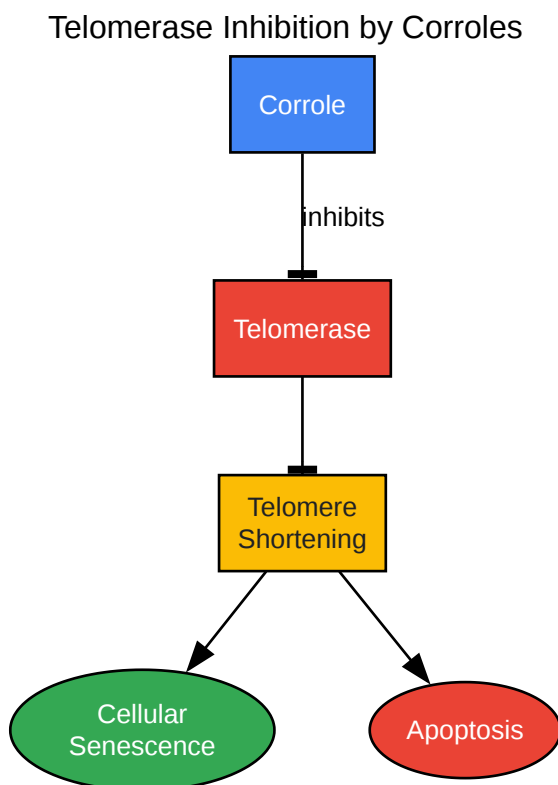 Telomerase Inhibition by Corroles
Corrole
inhibits
Telomerase
Telomere
Shortening
Cellular
Senescence
Apoptosis